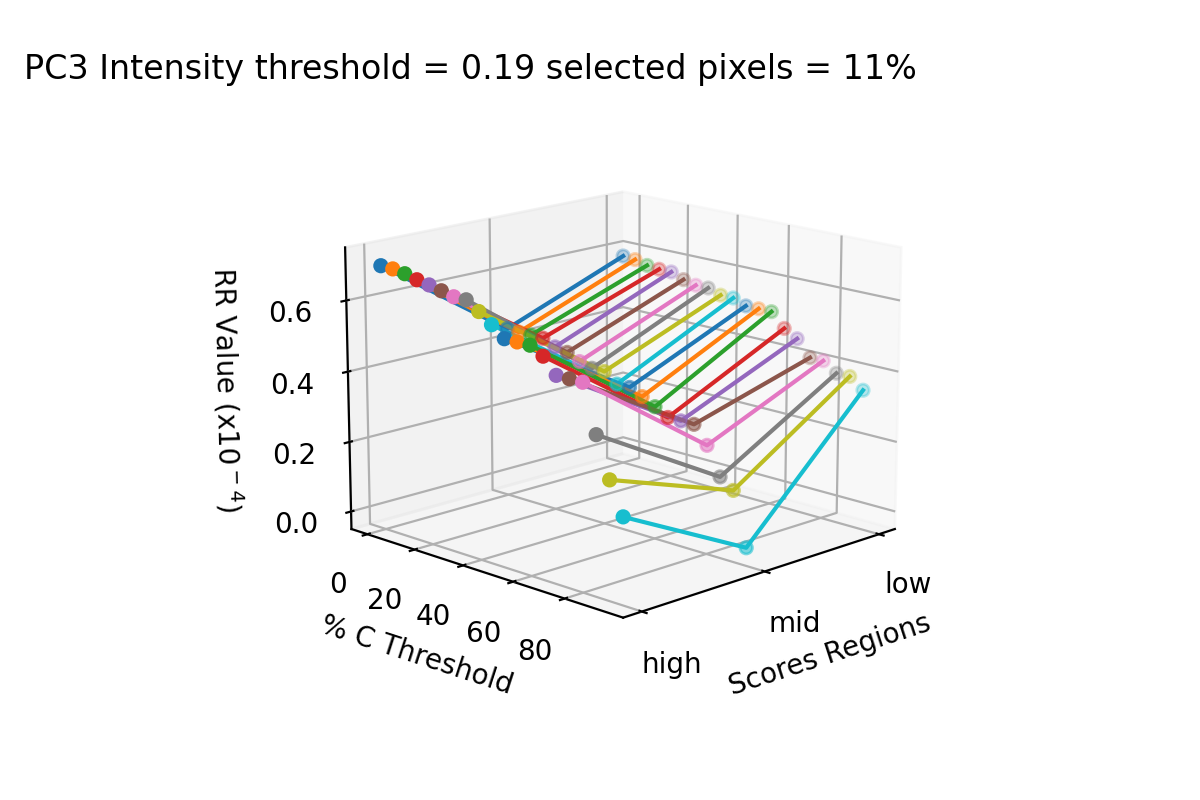 PC3 Intensity threshold = 0.19 selected pixels = 11%
RR Value (x10⁻⁴)
0.6
0.4
0.2
0.0
0
20
40
60
80
% C Threshold
high
mid
low
Scores Regions